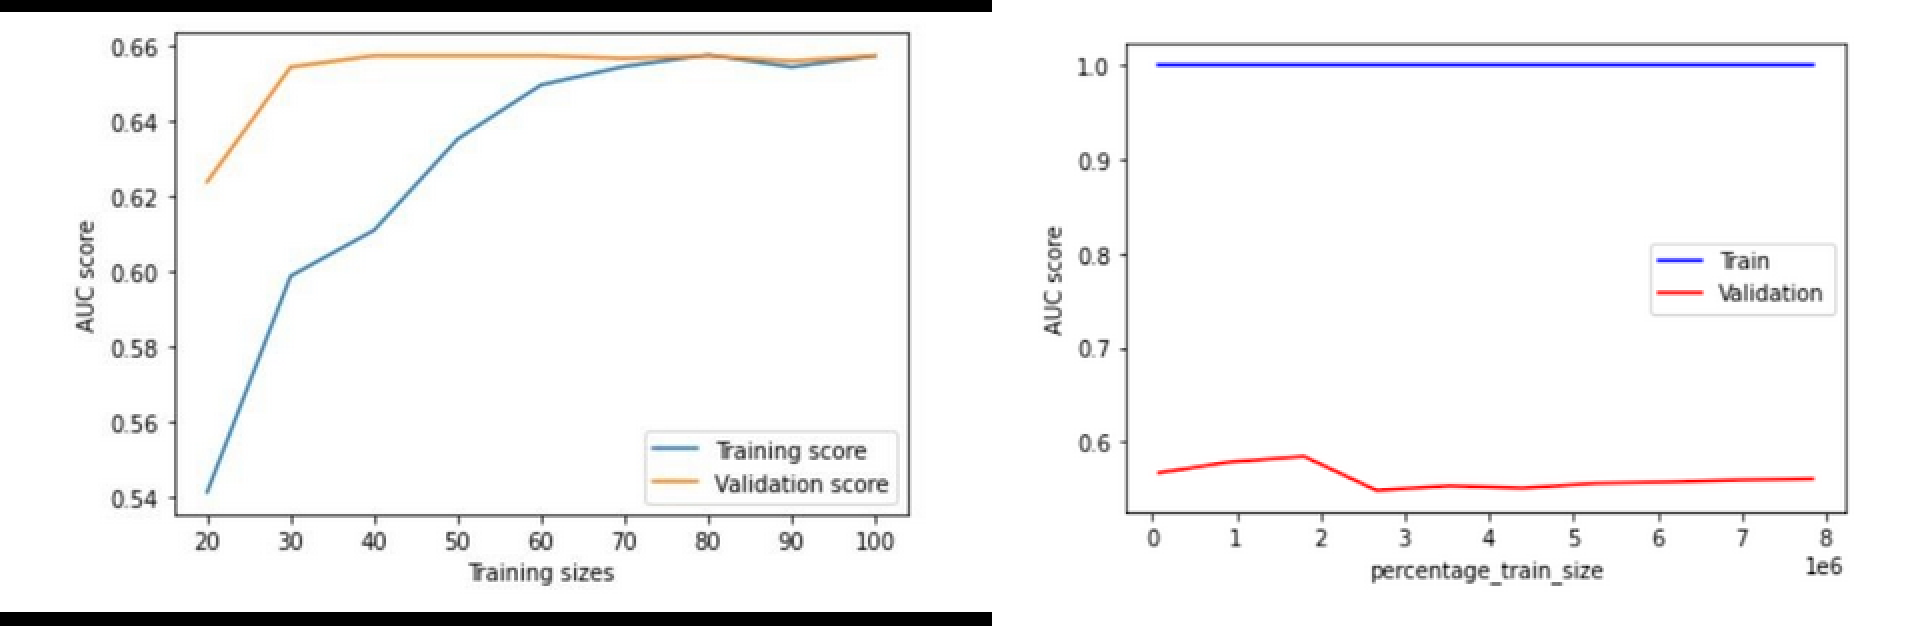 0.66
0.64
0.62
0.60
0.58
0.56
0.54
AUC score
Training score
Validation score
20 30 40 50 60 70 80 90 100
Training sizes
1.0
0.9
0.8
0.7
0.6
AUC score
Train
Validation
0 1 2 3 4 5 6 7 8
1e6
percentage_train_size